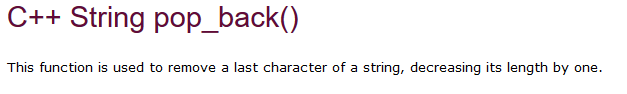 C++ String pop_back()
This function is used to remove a last character of a string, decreasing its length by one.